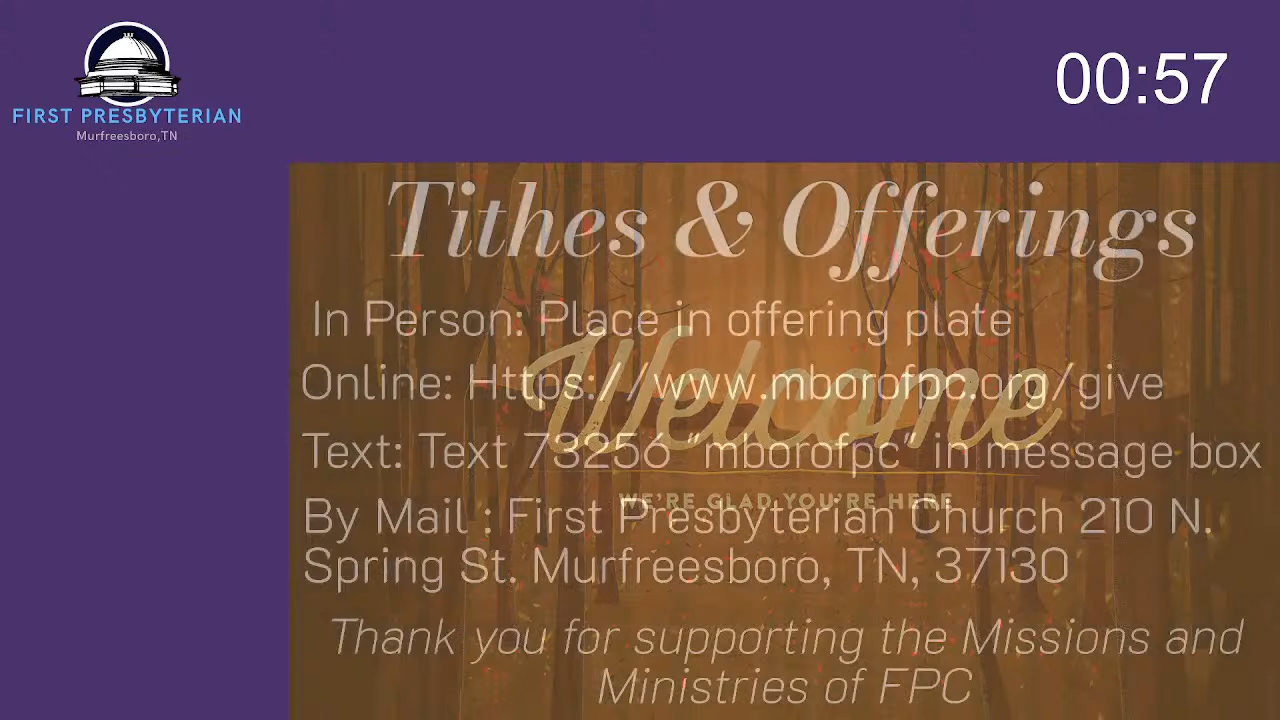 FIRST PRESBYTERIAN
Murfreesboro,TN
00:57
Tithes & Offerings
In Person: Place in offering plate
Online: Https://www.mborofpc.org/give
Welcome
Text: Text 73256 "mborofpc" in message box
WE'RE GLAD YOU'RE HERE
By Mail : First Presbyterian Church 210 N.
Spring St. Murfreesboro, TN, 37130
Thank you for supporting the Missions and
Ministries of FPC